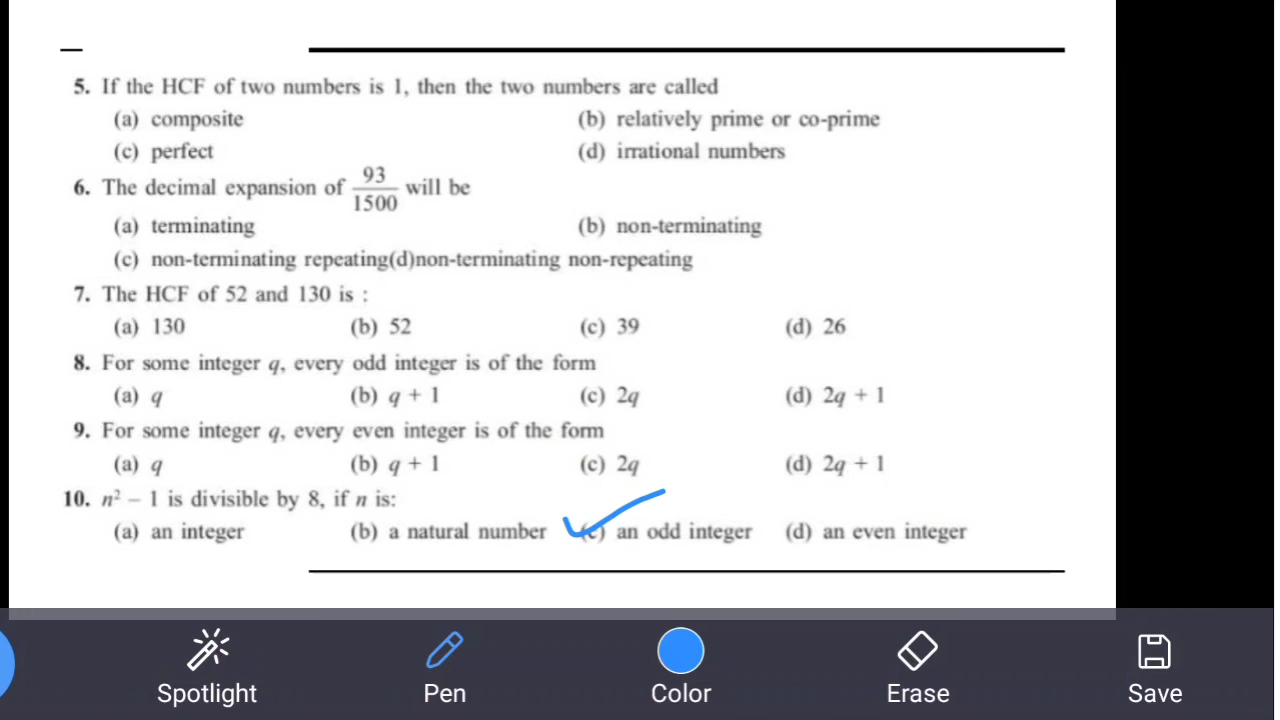 5. If the HCF of two numbers is 1, then the two numbers are called
(a) composite (b) relatively prime or co-prime
(c) perfect (d) irrational numbers
6. The decimal expansion of 93/1500 will be
(a) terminating (b) non-terminating
(c) non-terminating repeating(d)non-terminating non-repeating
7. The HCF of 52 and 130 is :
(a) 130 (b) 52 (c) 39 (d) 26
8. For some integer q, every odd integer is of the form
(a) q (b) q + 1 (c) 2q (d) 2q + 1
9. For some integer q, every even integer is of the form
(a) q (b) q + 1 (c) 2q (d) 2q + 1
10. n² – 1 is divisible by 8, if n is:
(a) an integer (b) a natural number (c) an odd integer (d) an even integer
Spotlight Pen Color Erase Save